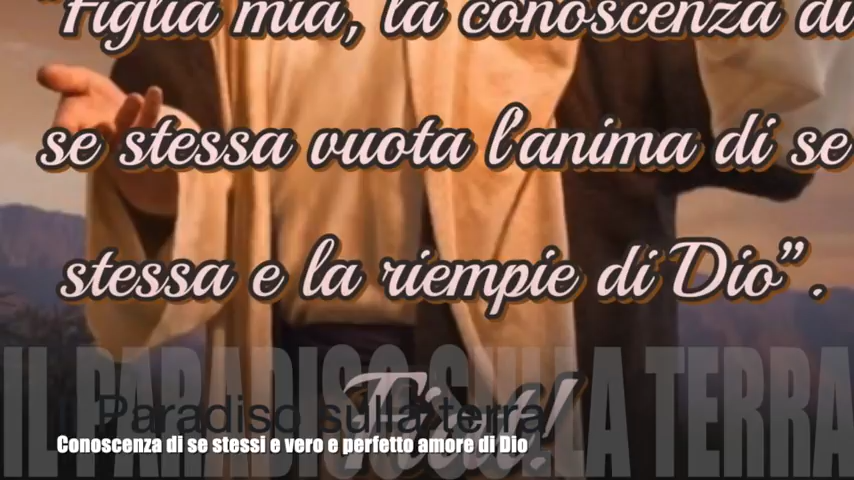 "Figlia mia, la conoscenza di
se stessa vuota l'anima di se
stessa e la riempie di Dio".
IL PARADISO SULLA TERRA
Il Paradiso sulla terra
Conoscenza di se stessi e vero e perfetto amore di Dio